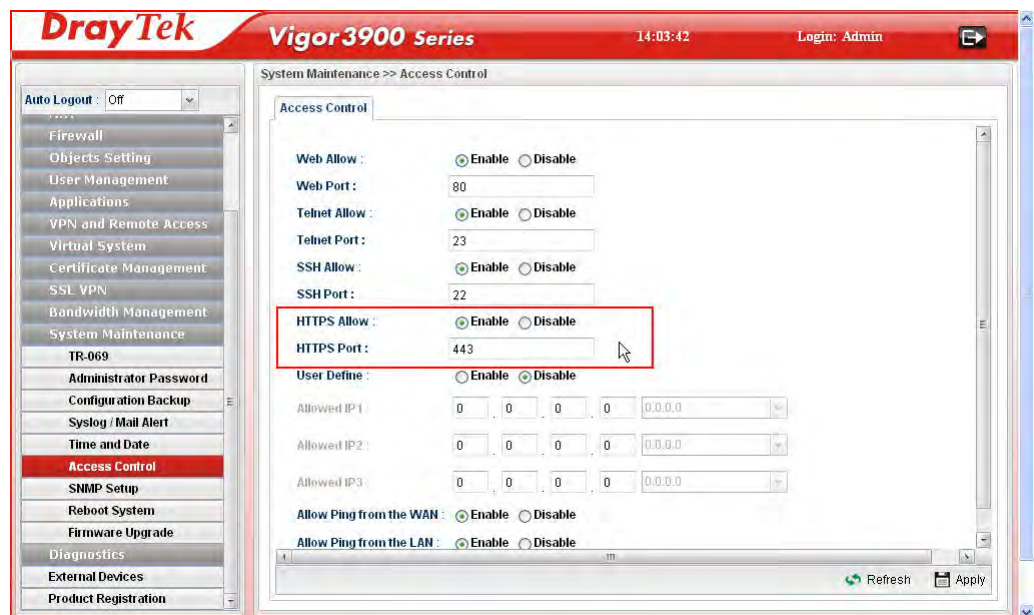 DrayTek
Vigor3900 Series
14:03:42
Login: Admin
Auto Logout : Off
Firewall
Objects Setting
User Management
Applications
VPN and Remote Access
Virtual System
Certificate Management
SSL VPN
Bandwidth Management
System Maintenance
TR-069
Administrator Password
Configuration Backup
Syslog / Mail Alert
Time and Date
Access Control
SNMP Setup
Reboot System
Firmware Upgrade
Diagnostics
External Devices
Product Registration
System Maintenance >> Access Control
Access Control
Web Allow : Enable Disable
Web Port : 80
Telnet Allow : Enable Disable
Telnet Port : 23
SSH Allow : Enable Disable
SSH Port : 22
HTTPS Allow : Enable Disable
HTTPS Port : 443
User Define : Enable Disable
Allowed IP1 : 0 . 0 . 0 . 0 0.0.0.0
Allowed IP2 : 0 . 0 . 0 . 0 0.0.0.0
Allowed IP3 : 0 . 0 . 0 . 0 0.0.0.0
Allow Ping from the WAN : Enable Disable
Allow Ping from the LAN : Enable Disable
Refresh Apply